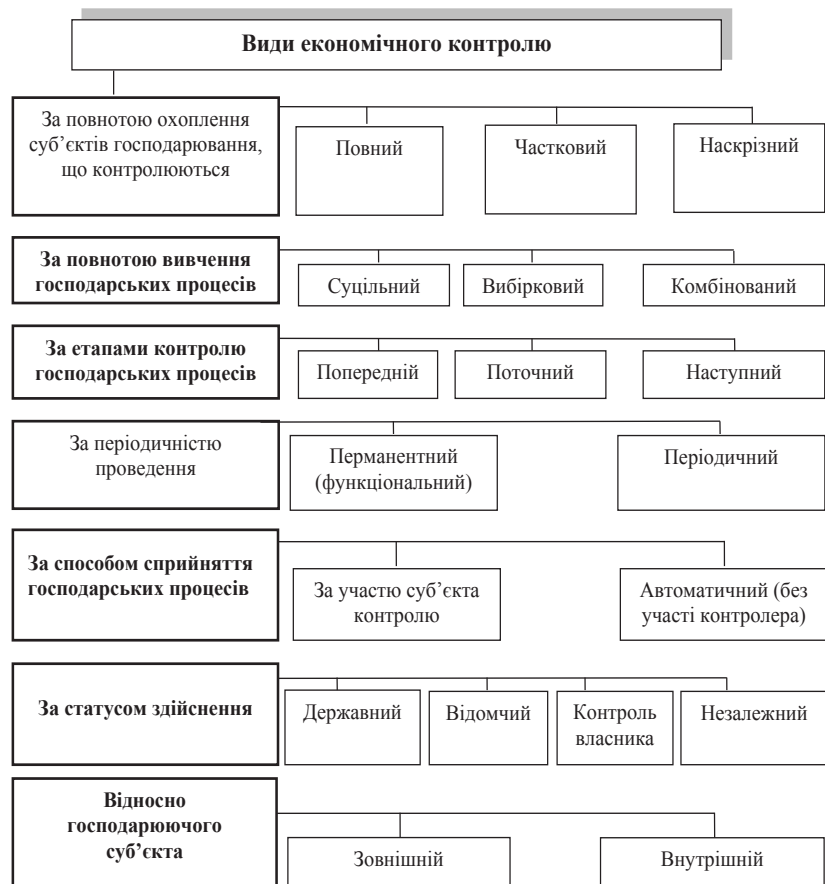 Види економічного контролю
За повнотою охоплення
суб’єктів господарювання,
що контролюються
Повний
Частковий
Наскрізний
За повнотою вивчення
господарських процесів
Суцільний
Вибірковий
Комбінований
За етапами контролю
господарських процесів
Попередній
Поточний
Наступний
За періодичністю
проведення
Перманентний
(функціональний)
Періодичний
За способом сприйняття
господарських процесів
За участю суб’єкта
контролю
Автоматичний (без
участі контролера)
За статусом здійснення
Державний
Відомчий
Контроль
власника
Незалежний
Відносно
господарюючого
суб’єкта
Зовнішній
Внутрішній